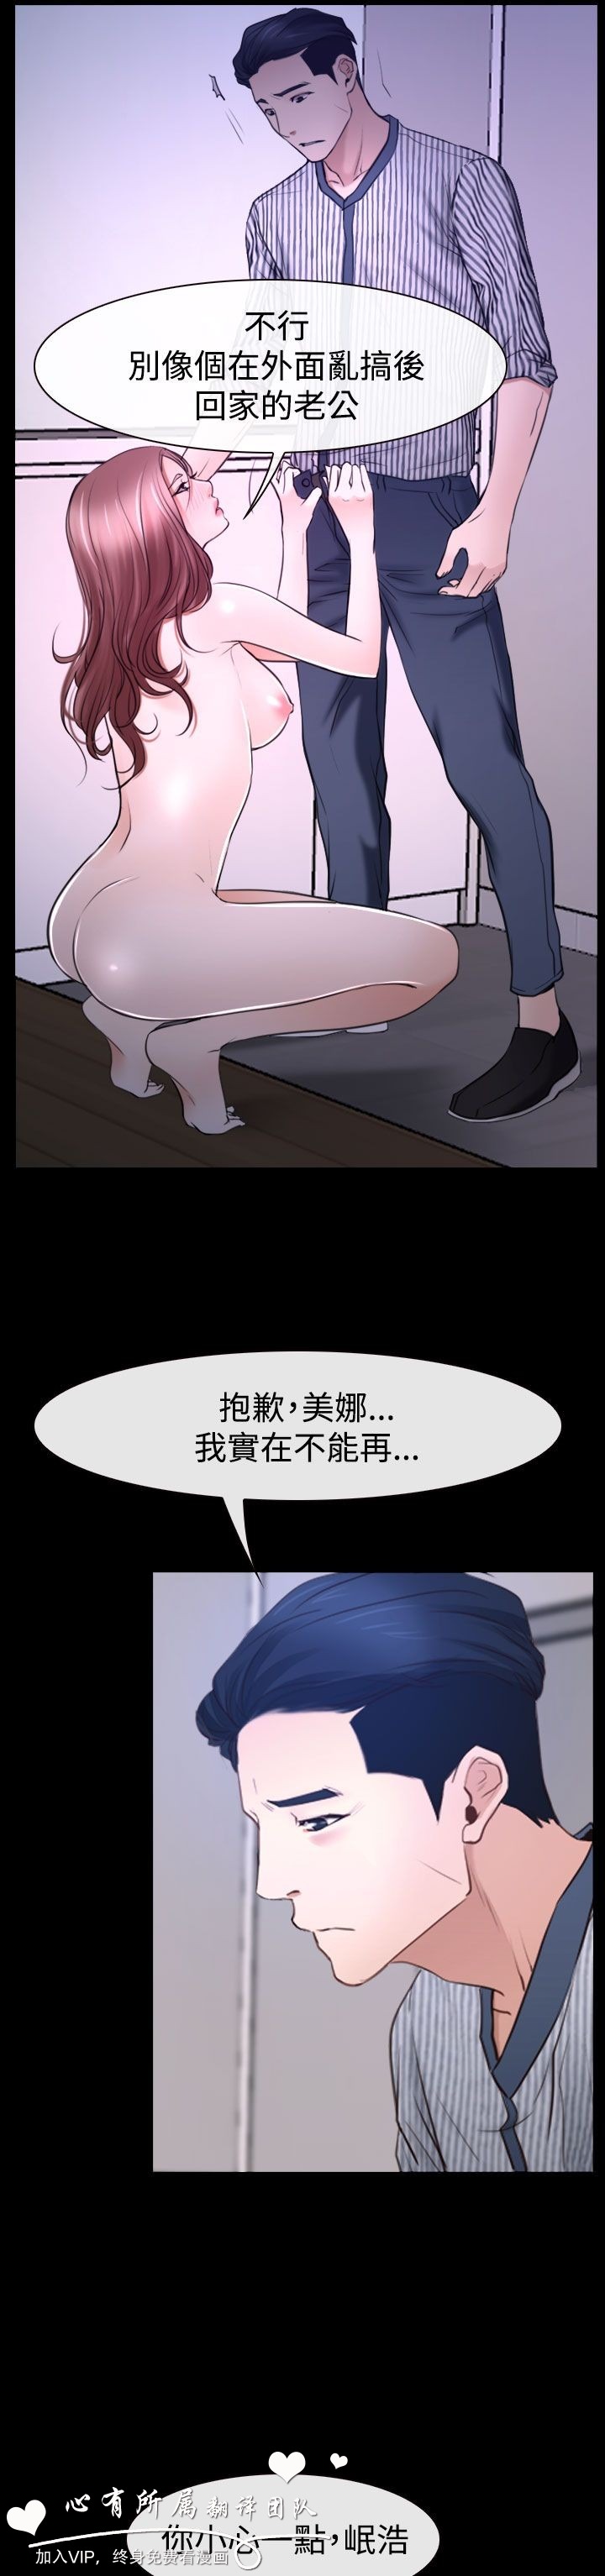 不行
別像個在外面亂搞後
回家的老公
抱歉，美娜…
我實在不能再…
心有所属翻译团队
你小心一點，岷浩
加入VIP，终身免费看漫画